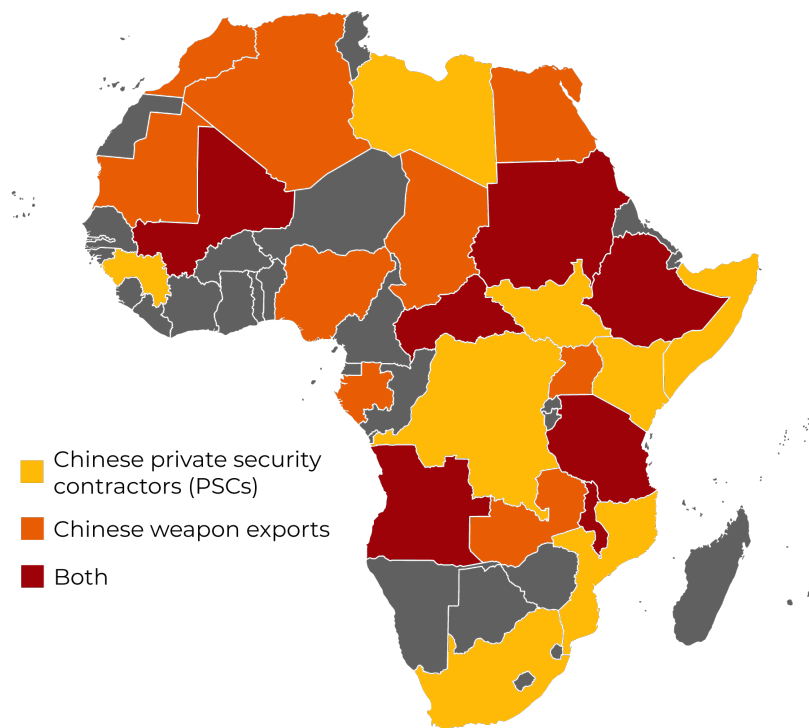 Chinese private security
contractors (PSCs)
Chinese weapon exports
Both